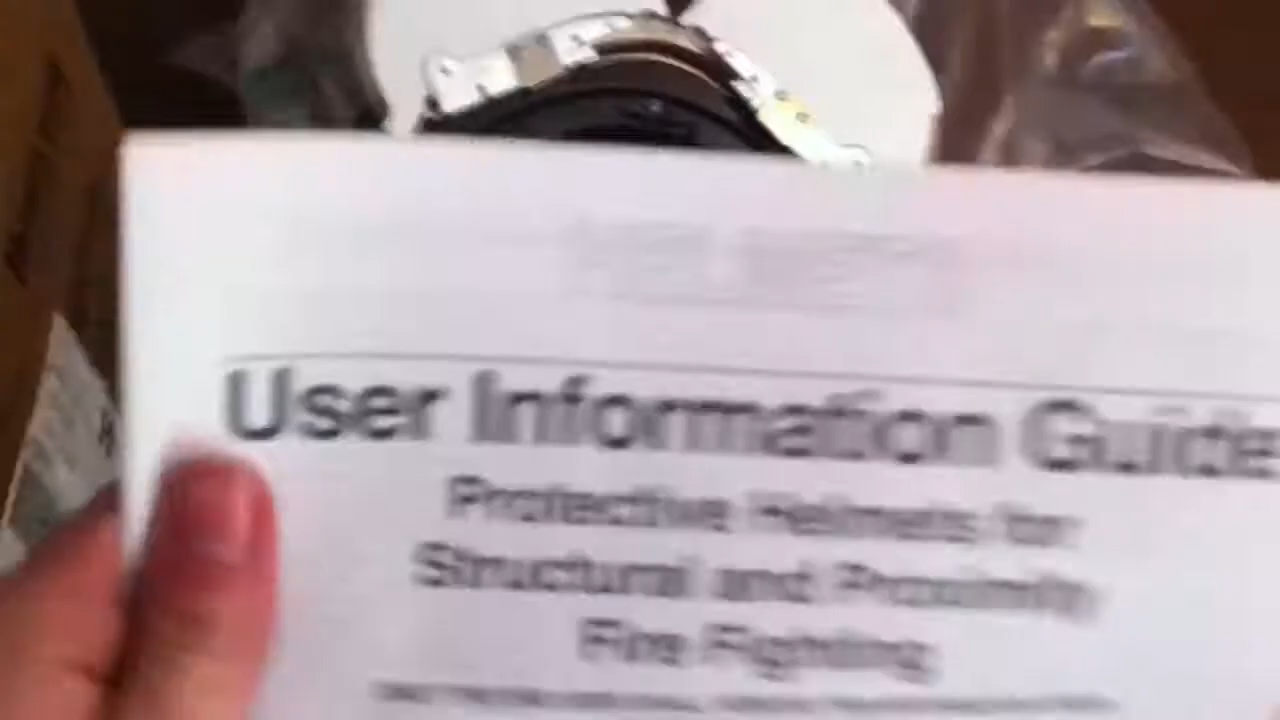 User Information Guide
Protective Helmets for
Structural and Proximity
Fire Fighting